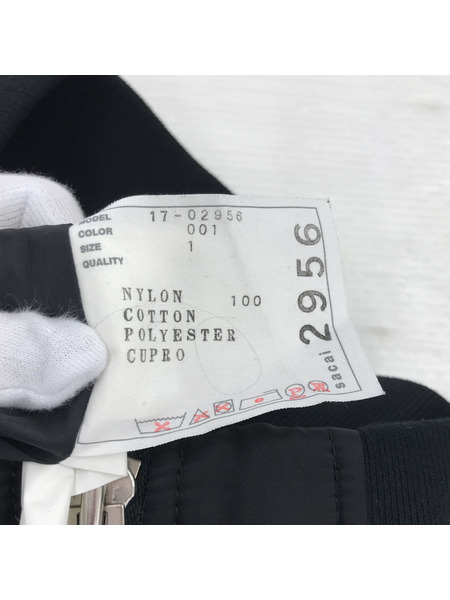 MODEL 17-02956
COLOR 001
SIZE 1
QUALITY
NYLON 100
COTTON
POLYESTER
CUPRO
sacai 2956